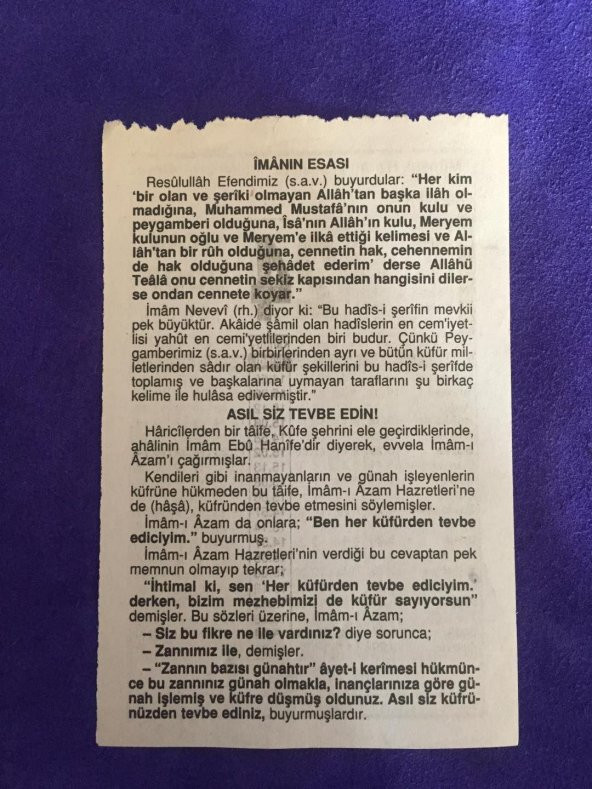 ÎMÂNIN ESASI
Resûlullâh Efendimiz (s.a.v.) buyurdular: “Her kim
‘bir olan ve şerîki olmayan Allâh’tan başka ilâh ol-
madığına, Muhammed Mustafâ’nın onun kulu ve
peygamberi olduğuna, Îsâ'nın Allâh’ın kulu, Meryem
kulunun oğlu ve Meryem'e ilkâ ettiği kelimesi ve Al-
lâh'tan bir rûh olduğuna, cennetin hak, cehennemin
de hak olduğuna şehâdet ederim’ derse Allâhü
Teâlâ onu cennetin sekiz kapısından hangisini diler-
se ondan cennete koyar.”
İmâm Nevevî (rh.) diyor ki: “Bu hadîs-i şerîfin mevkii
pek büyüktür. Akâide şâmil olan hadîslerin en cem'iyet-
lisi yahût en cemi'yetlilerinden biri budur. Çünkü Pey-
gamberimiz (s.a.v.) birbirlerinden ayrı ve bütün küfür mil-
letlerinden sâdır olan küfür şekillerini bu hadîs-i şerîfde
toplamış ve başkalarına uymayan taraflarını şu birkaç
kelime ile hulâsa edivermiştir.”
ASIL SİZ TEVBE EDİN!
Hâricîlerden bir tâife, Kûfe şehrini ele geçirdiklerinde,
ahâlinin İmâm Ebû Hanîfe’dir diyerek, evvela İmâm-ı
Âzam’ı çağırmışlar.
Kendileri gibi inanmayanların ve günah işleyenlerin
küfrüne hükmeden bu tâife, İmâm-ı Âzam Hazretleri’ne
de (hâşâ), küfründen tevbe etmesini söylemişler.
İmâm-ı Âzam da onlara; “Ben her küfürden tevbe
ediciyim.” buyurmuş.
İmâm-ı Âzam Hazretleri’nin verdiği bu cevaptan pek
memnun olmayıp tekrar;
“İhtimal ki, sen ‘Her küfürden tevbe ediciyim.’
derken, bizim mezhebimizi de küfür sayıyorsun”
demişler. Bu sözleri üzerine, İmâm-ı Âzam;
– Siz bu fikre ne ile vardınız? diye sorunca;
– Zannımız ile, demişler.
– “Zannın bazısı günahtır” âyet-i kerîmesi hükmün-
ce bu zannınız günah olmakla, inançlarınıza göre gü-
nah işlemiş ve küfre düşmüş oldunuz. Asıl siz küfrü-
nüzden tevbe ediniz, buyurmuşlardır.